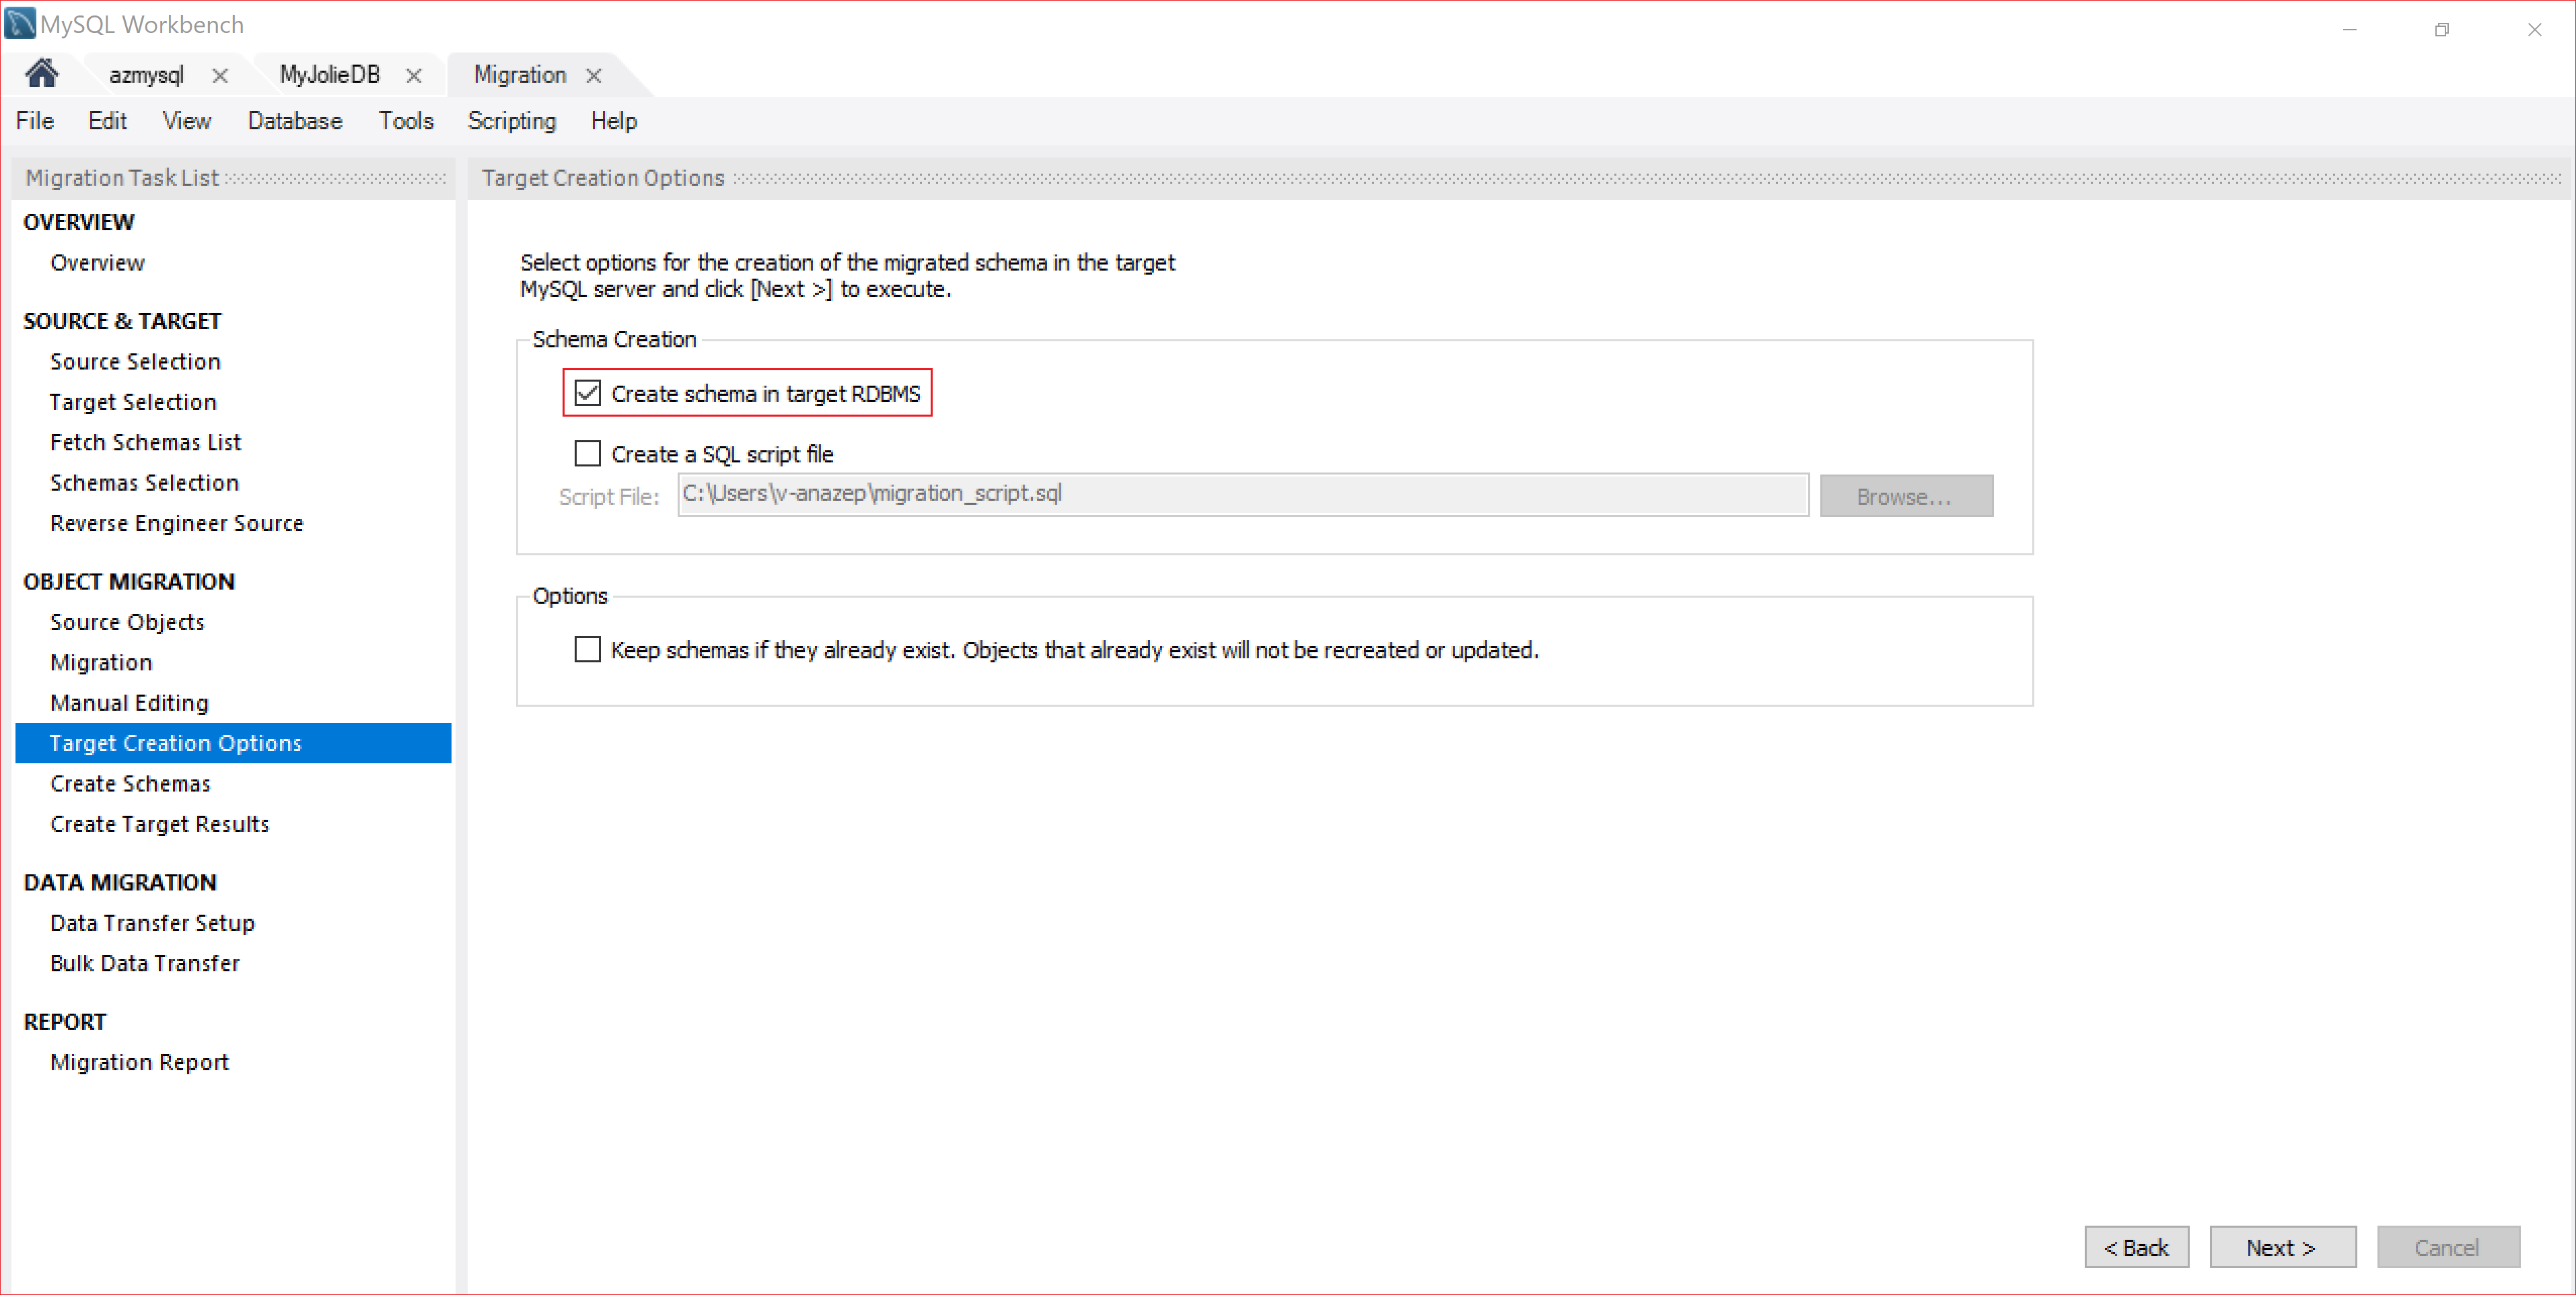 MySQL Workbench
azmysql
MyJolieDB
Migration
File Edit View Database Tools Scripting Help
Migration Task List
OVERVIEW
Overview
SOURCE & TARGET
Source Selection
Target Selection
Fetch Schemas List
Schemas Selection
Reverse Engineer Source
OBJECT MIGRATION
Source Objects
Migration
Manual Editing
Target Creation Options
Create Schemas
Create Target Results
DATA MIGRATION
Data Transfer Setup
Bulk Data Transfer
REPORT
Migration Report
Target Creation Options
Select options for the creation of the migrated schema in the target
MySQL server and click [Next >] to execute.
Schema Creation
Create schema in target RDBMS
Create a SQL script file
Script File: C:\Users\v-anazep\migration_script.sql Browse...
Options
Keep schemas if they already exist. Objects that already exist will not be recreated or updated.
< Back Next > Cancel